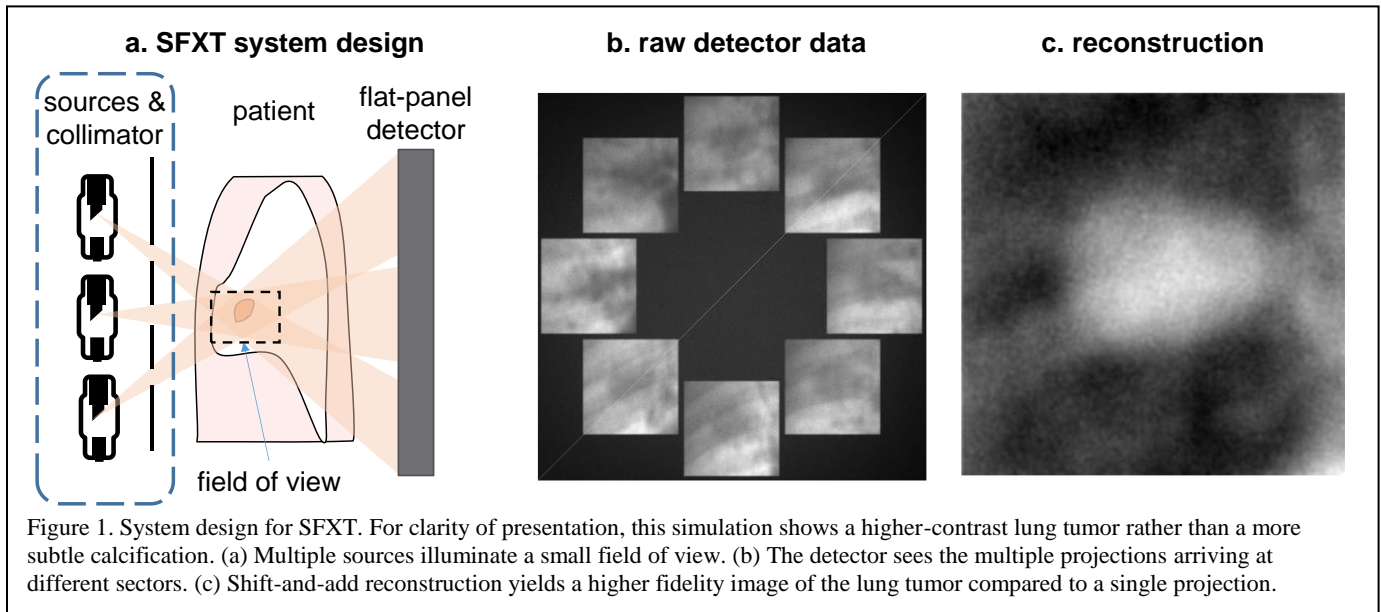 a. SFXT system design
b. raw detector data
c. reconstruction
sources &
collimator
patient
flat-panel
detector
field of view
Figure 1. System design for SFXT. For clarity of presentation, this simulation shows a higher-contrast lung tumor rather than a more
subtle calcification. (a) Multiple sources illuminate a small field of view. (b) The detector sees the multiple projections arriving at
different sectors. (c) Shift-and-add reconstruction yields a higher fidelity image of the lung tumor compared to a single projection.